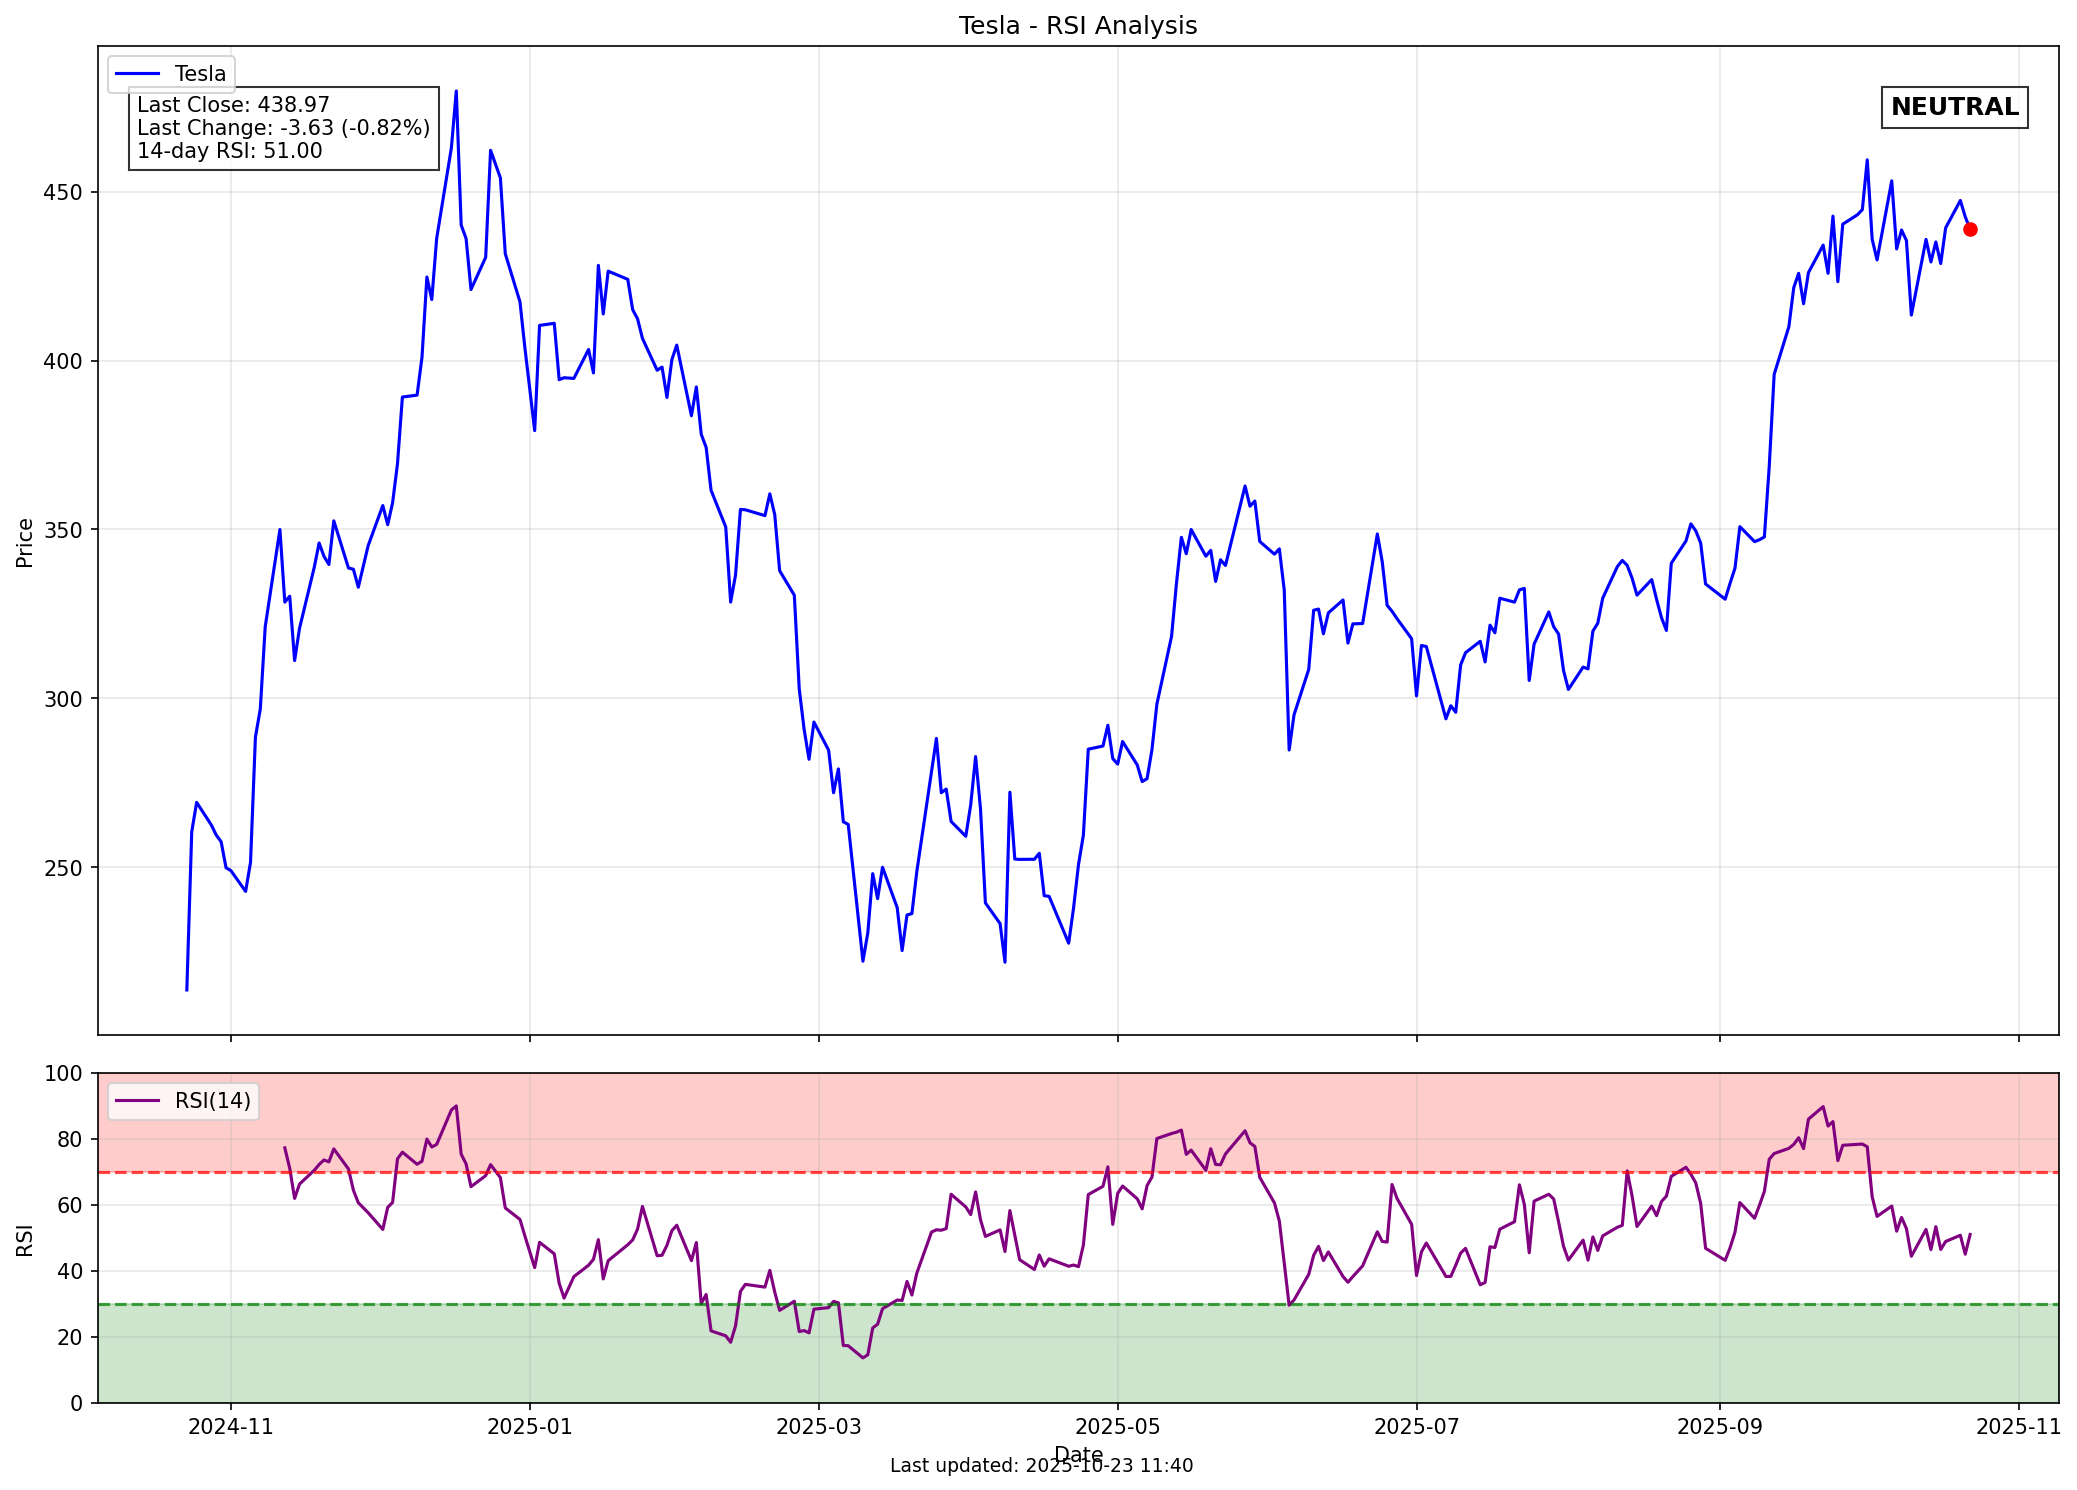 Tesla - RSI Analysis
Tesla
Last Close: 438.97
Last Change: -3.63 (-0.82%)
14-day RSI: 51.00
NEUTRAL
Price
450
400
350
300
250
RSI(14)
RSI
100
80
60
40
20
0
2024-11
2025-01
2025-03
2025-05
2025-07
2025-09
2025-11
Date
Last updated: 2025-10-23 11:40